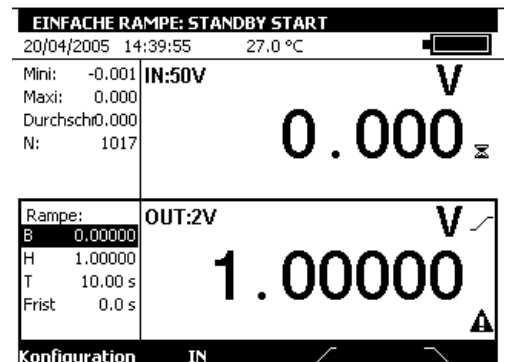 EINFACHE RAMPE: STANDBY START
20/04/2005 14:39:55 27.0 °C
Mini: -0.001
Maxi: 0.000
Durchschn0.000
N: 1017
IN:50V V
0.000
Rampe:
B 0.00000
H 1.00000
T 10.00 s
Frist 0.0 s
OUT:2V V
1.00000
Konfiguration IN